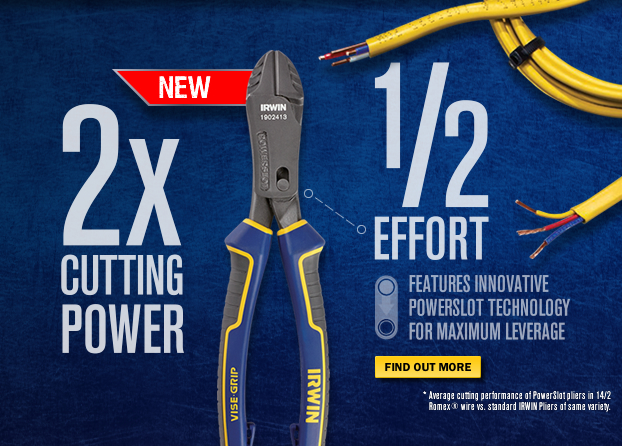 NEW
2x
CUTTING
POWER
IRWIN
1902413
POWERSLOT
VISE-GRIP
IRWIN
1/2
EFFORT
FEATURES INNOVATIVE
POWERSLOT TECHNOLOGY
FOR MAXIMUM LEVERAGE
FIND OUT MORE
* Average cutting performance of PowerSlot pliers in 14/2
Romex ® wire vs. standard IRWIN Pliers of same variety.